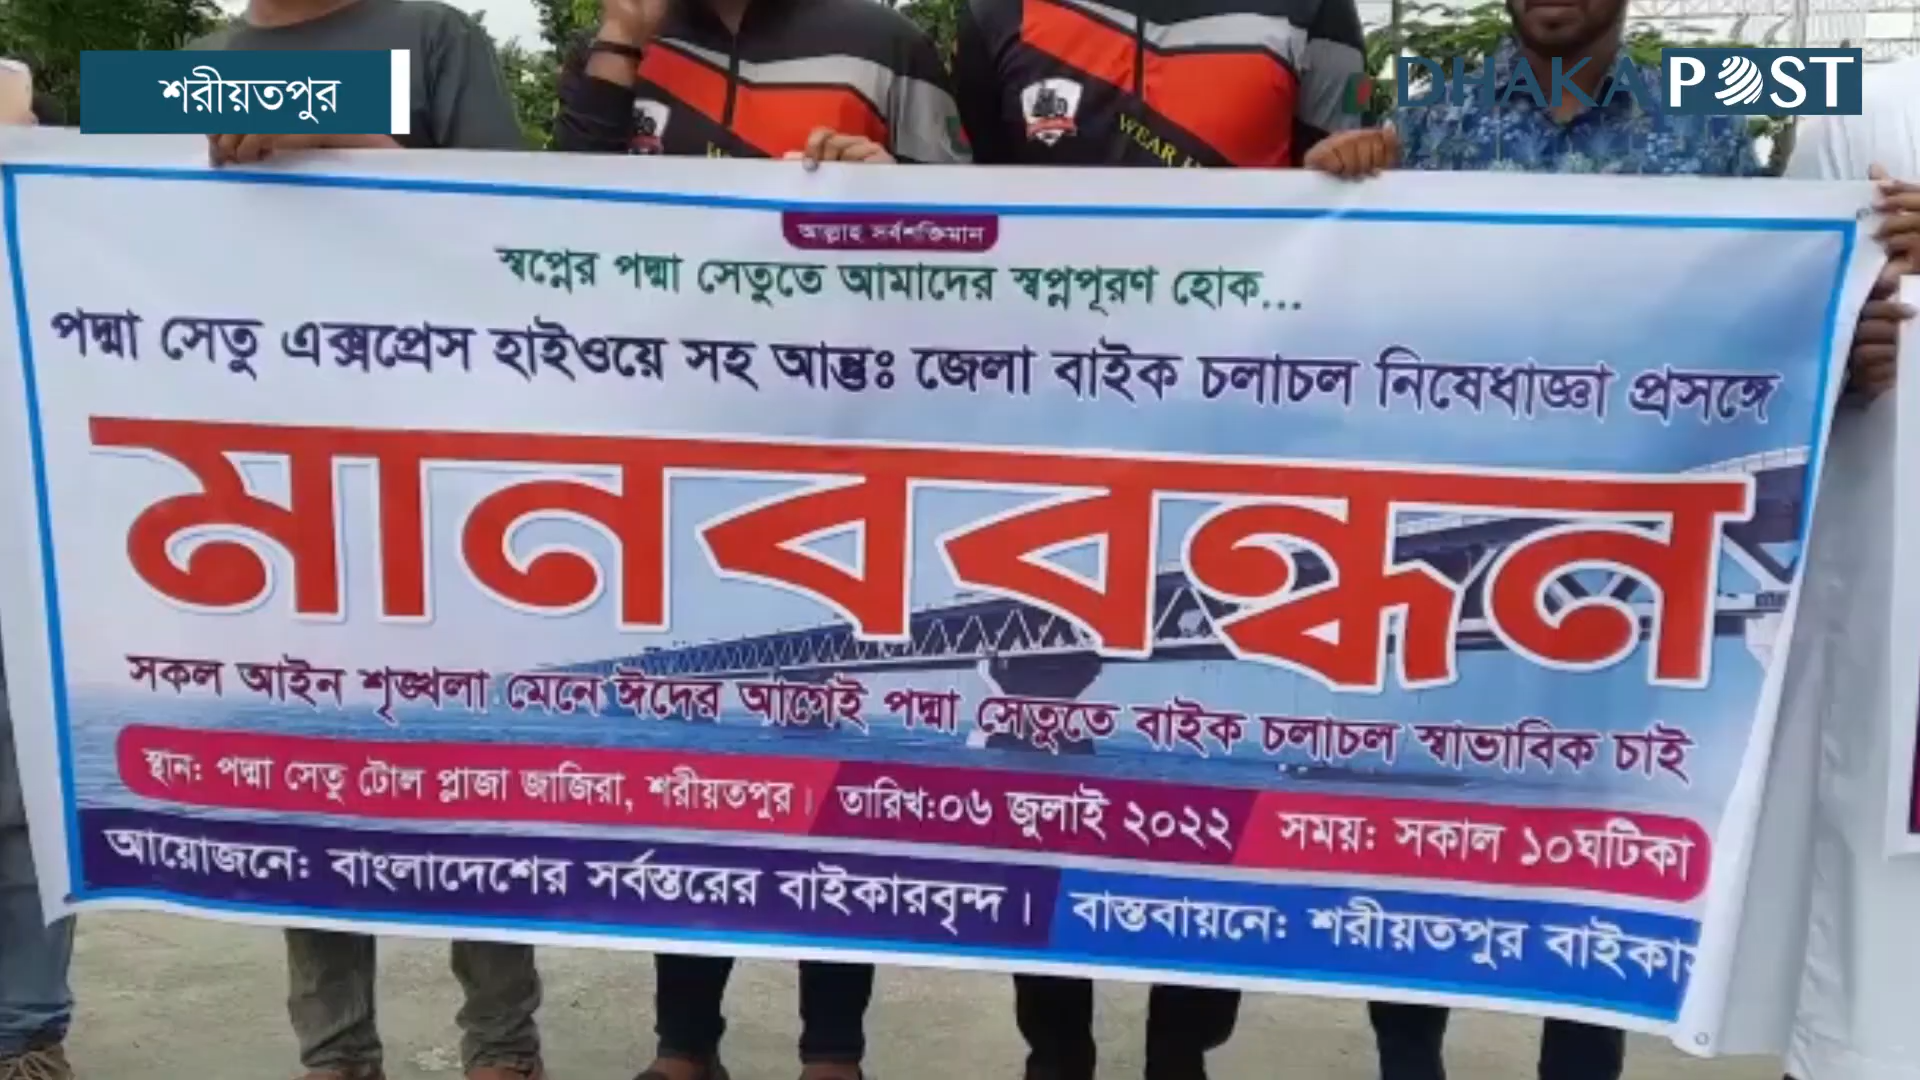 শরীয়তপুর
DHAKA POST
WEAR
আল্লাহ সর্বশক্তিমান
স্বপ্নের পদ্মা সেতুতে আমাদের স্বপ্নপূরণ হোক...
পদ্মা সেতু এক্সপ্রেস হাইওয়ে সহ আন্তঃ জেলা বাইক চলাচল নিষেধাজ্ঞা প্রসঙ্গে
মানববন্ধন
সকল আইন শৃঙ্খলা মেনে ঈদের আগেই পদ্মা সেতুতে বাইক চলাচল স্বাভাবিক চাই
স্থান: পদ্মা সেতু টোল প্লাজা জাজিরা, শরীয়তপুর। তারিখ:০৬ জুলাই ২০২২ সময়: সকাল ১০ঘটিকা
আয়োজনে: বাংলাদেশের সর্বস্তরের বাইকারবৃন্দ। বাস্তবায়নে: শরীয়তপুর